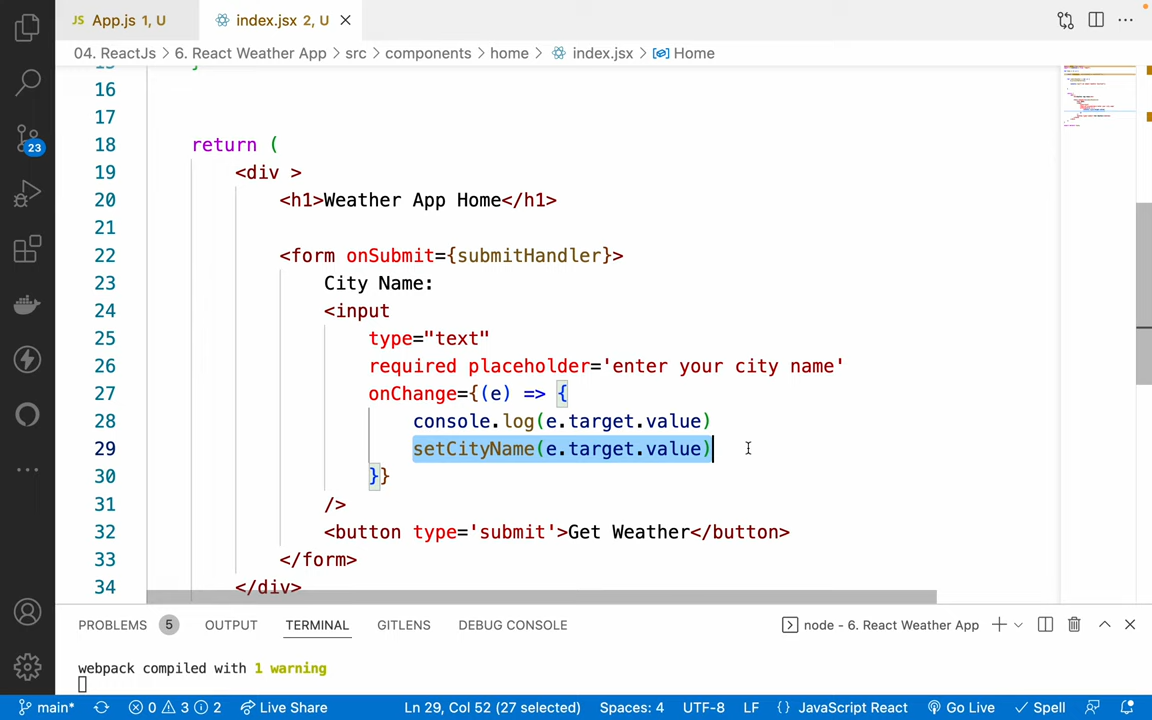 JS App.js 1, U
index.jsx 2, U
04. ReactJs > 6. React Weather App > src > components > home > index.jsx > Home
16
17
18 return (
19 <div >
20 <h1>Weather App Home</h1>
21
22 <form onSubmit={submitHandler}>
23 City Name:
24 <input
25 type="text"
26 required placeholder='enter your city name'
27 onChange={(e) => {
28 console.log(e.target.value)
29 setCityName(e.target.value)
30 }}
31 />
32 <button type='submit'>Get Weather</button>
33 </form>
34 </div>
23
PROBLEMS 5 OUTPUT TERMINAL GITLENS DEBUG CONSOLE node - 6. React Weather App
webpack compiled with 1 warning
main* 0 3 2 Live Share Ln 29, Col 52 (27 selected) Spaces: 4 UTF-8 LF {} JavaScript React Go Live Spell